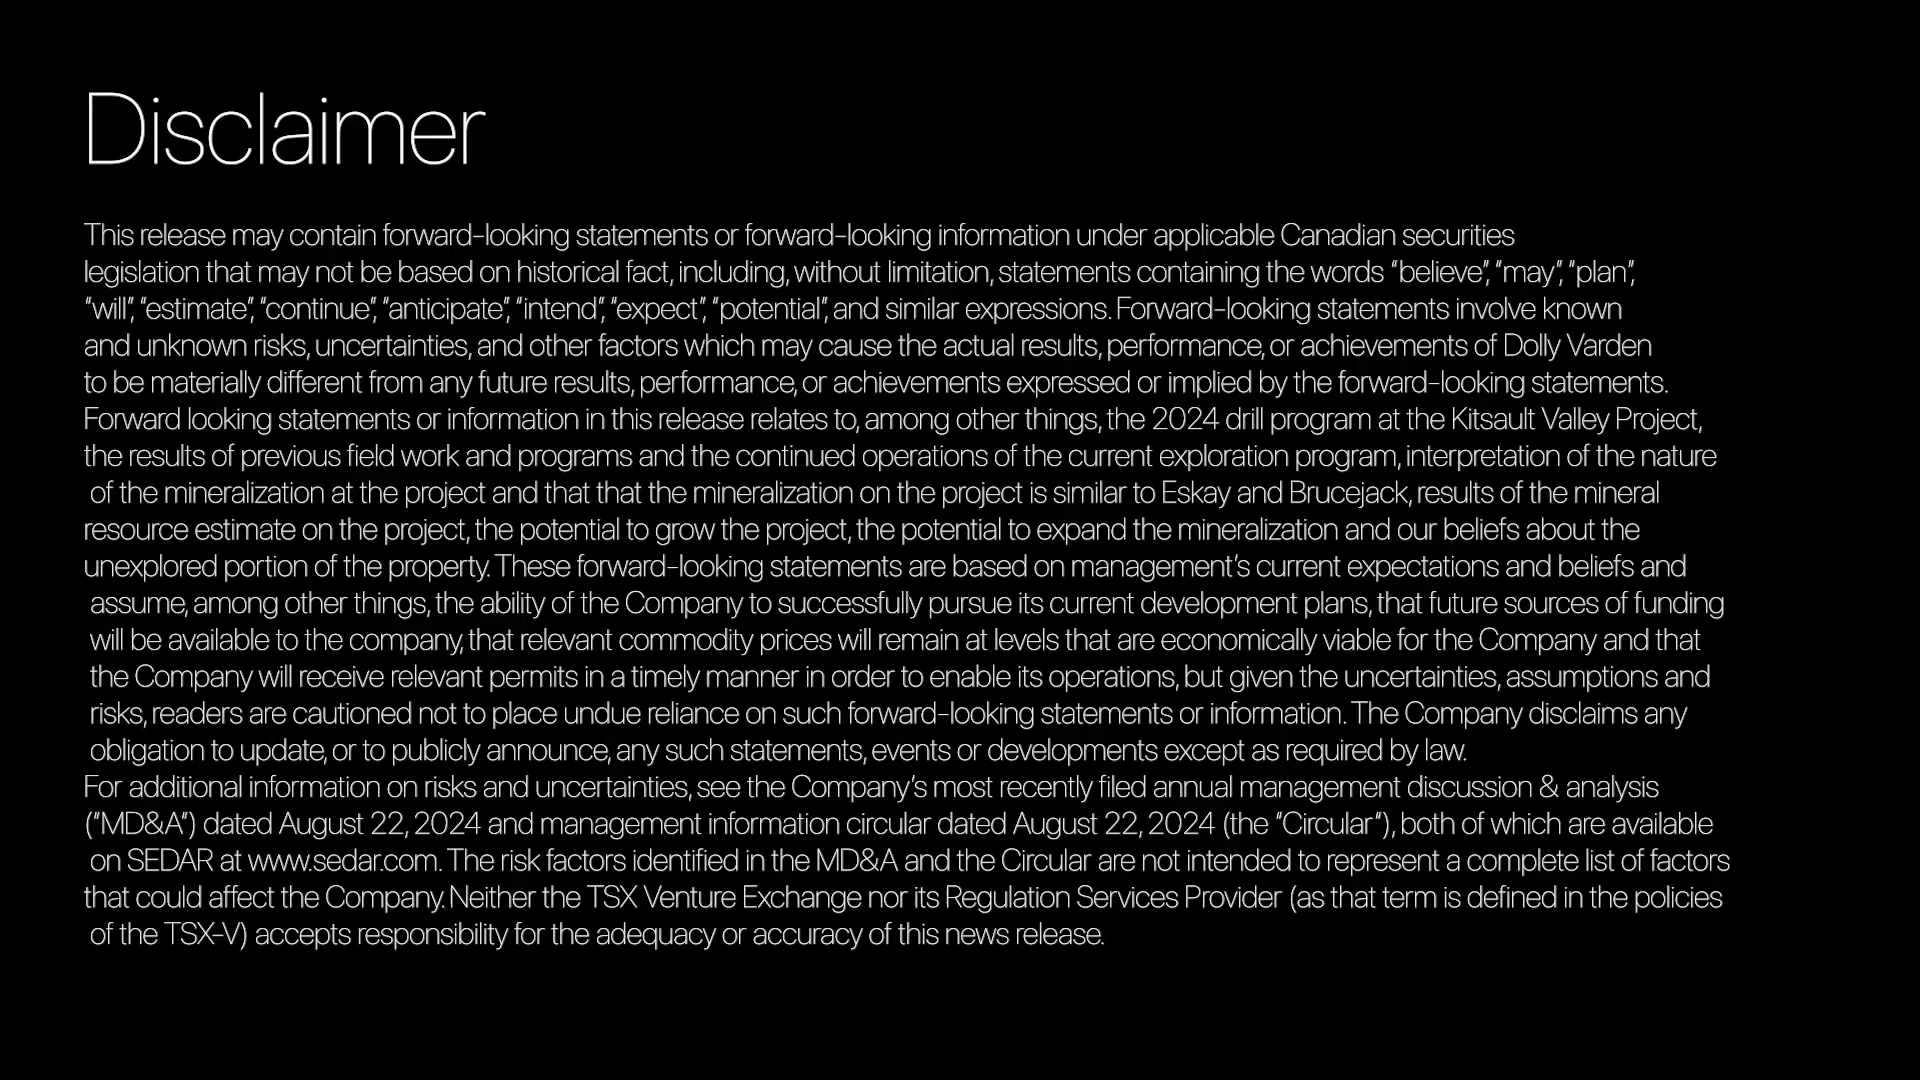 Disclaimer
This release may contain forward-looking statements or forward-looking information under applicable Canadian securities
legislation that may not be based on historical fact, including, without limitation, statements containing the words “believe”, “may”, “plan”,
“will”, “estimate”, “continue”, “anticipate”, “intend”, “expect”, “potential”, and similar expressions. Forward-looking statements involve known
and unknown risks, uncertainties, and other factors which may cause the actual results, performance, or achievements of Dolly Varden
to be materially different from any future results, performance, or achievements expressed or implied by the forward-looking statements.
Forward looking statements or information in this release relates to, among other things, the 2024 drill program at the Kitsault Valley Project,
the results of previous field work and programs and the continued operations of the current exploration program, interpretation of the nature
of the mineralization at the project and that that the mineralization on the project is similar to Eskay and Brucejack, results of the mineral
resource estimate on the project, the potential to grow the project, the potential to expand the mineralization and our beliefs about the
unexplored portion of the property. These forward-looking statements are based on management’s current expectations and beliefs and
assume, among other things, the ability of the Company to successfully pursue its current development plans, that future sources of funding
will be available to the company, that relevant commodity prices will remain at levels that are economically viable for the Company and that
the Company will receive relevant permits in a timely manner in order to enable its operations, but given the uncertainties, assumptions and
risks, readers are cautioned not to place undue reliance on such forward-looking statements or information. The Company disclaims any
obligation to update, or to publicly announce, any such statements, events or developments except as required by law.
For additional information on risks and uncertainties, see the Company’s most recently filed annual management discussion & analysis
(“MD&A”) dated August 22, 2024 and management information circular dated August 22, 2024 (the “Circular“), both of which are available
on SEDAR at www.sedar.com. The risk factors identified in the MD&A and the Circular are not intended to represent a complete list of factors
that could affect the Company. Neither the TSX Venture Exchange nor its Regulation Services Provider (as that term is defined in the policies
of the TSX-V) accepts responsibility for the adequacy or accuracy of this news release.